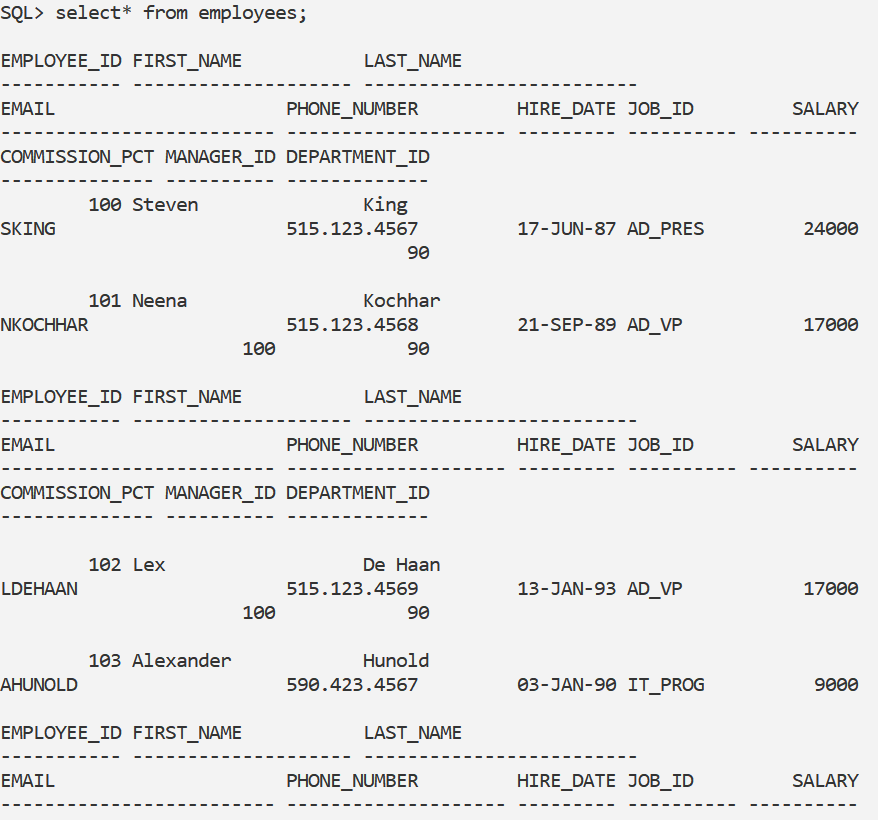 SQL> select* from employees;

EMPLOYEE_ID FIRST_NAME           LAST_NAME
----------- -------------------- -------------------------
EMAIL                     PHONE_NUMBER         HIRE_DATE JOB_ID         SALARY
------------------------- -------------------- --------- ---------- ----------
COMMISSION_PCT MANAGER_ID DEPARTMENT_ID
-------------- ---------- -------------
        100 Steven               King
SKING                     515.123.4567         17-JUN-87 AD_PRES         24000
                                     90

        101 Neena                Kochhar
NKOCHHAR                  515.123.4568         21-SEP-89 AD_VP           17000
                      100            90

EMPLOYEE_ID FIRST_NAME           LAST_NAME
----------- -------------------- -------------------------
EMAIL                     PHONE_NUMBER         HIRE_DATE JOB_ID         SALARY
------------------------- -------------------- --------- ---------- ----------
COMMISSION_PCT MANAGER_ID DEPARTMENT_ID
-------------- ---------- -------------

        102 Lex                  De Haan
LDEHAAN                   515.123.4569         13-JAN-93 AD_VP           17000
                      100            90

        103 Alexander            Hunold
AHUNOLD                   590.423.4567         03-JAN-90 IT_PROG          9000

EMPLOYEE_ID FIRST_NAME           LAST_NAME
----------- -------------------- -------------------------
EMAIL                     PHONE_NUMBER         HIRE_DATE JOB_ID         SALARY
------------------------- -------------------- --------- ---------- ----------